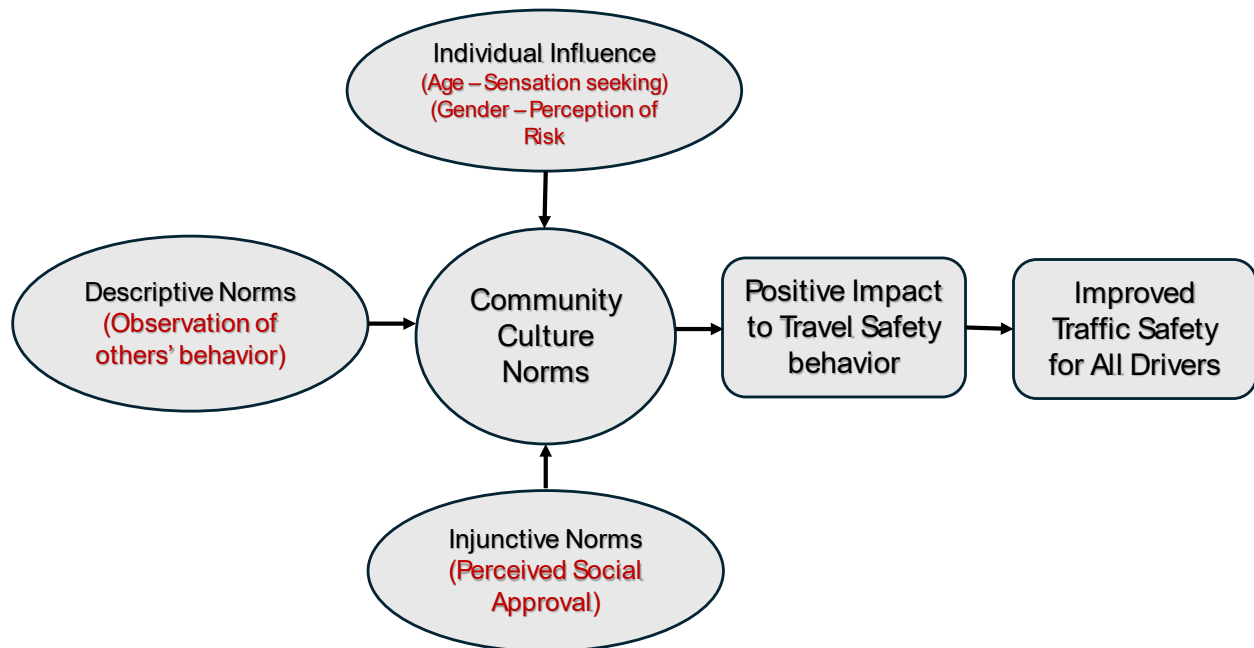 Individual Influence
(Age – Sensation seeking)
(Gender – Perception of
Risk
Descriptive Norms
(Observation of
others’ behavior)
Community
Culture
Norms
Positive Impact
to Travel Safety
behavior
Improved
Traffic Safety
for All Drivers
Injunctive Norms
(Perceived Social
Approval)